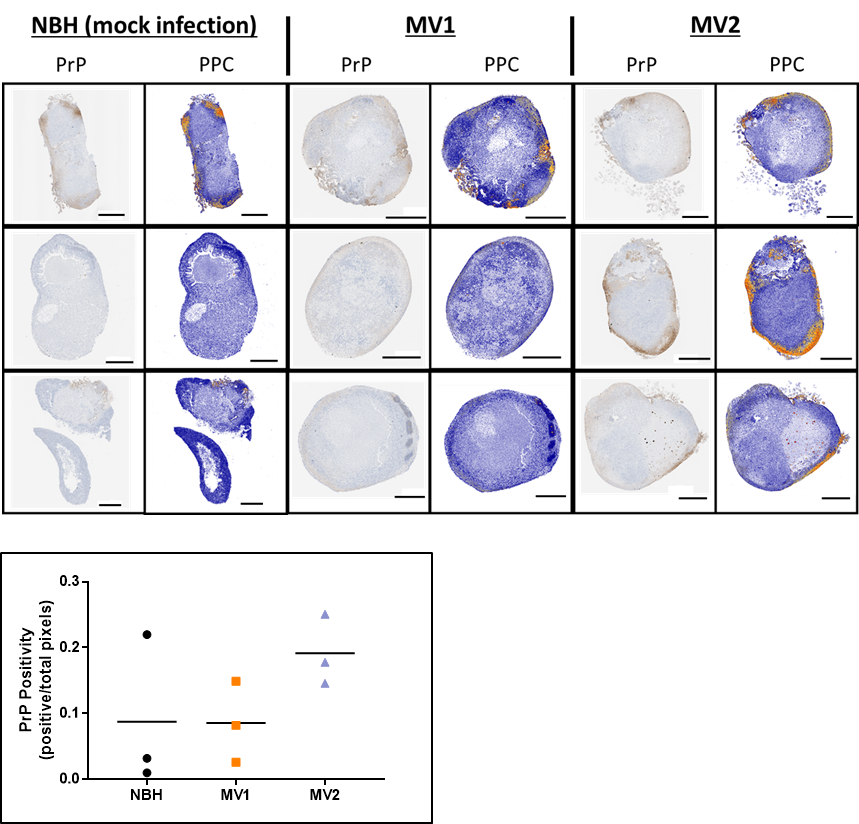 NBH (mock infection) MV1 MV2
PrP PPC PrP PPC PrP PPC
PrP Positivity
(positive/total pixels)
0.3
0.2
0.1
0.0
NBH MV1 MV2